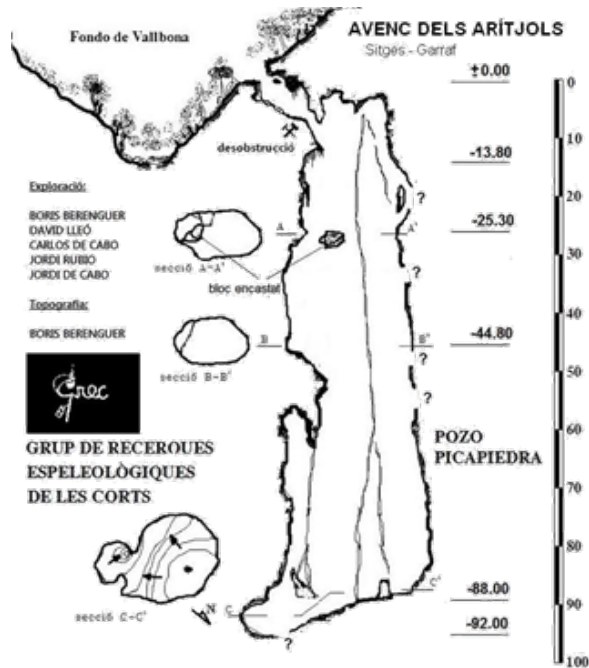 Fondo de Vallbona
AVENC DELS ARÍTJOLS
Sitges - Garraf
±0.00
0
desobstrucció
10
-13.80
Exploració:
20
?
BORIS BERENGUER
DAVID LLEÓ
CARLOS DE CABO
JORDI RUBIO
JORDI DE CABO
A
A'
-25.30
secció A-A'
30
?
bloc encastat
Topografia:
BORIS BERENGUER
40
B
B'
-44.80
?
secció B-B'
50
?
Grec
GRUP DE RECERQUES
ESPELEOLÒGIQUES
DE LES CORTS
60
POZO
PICAPIEDRA
70
80
C'
-88.00
secció C-C'
N
C
90
-92.00
?
100